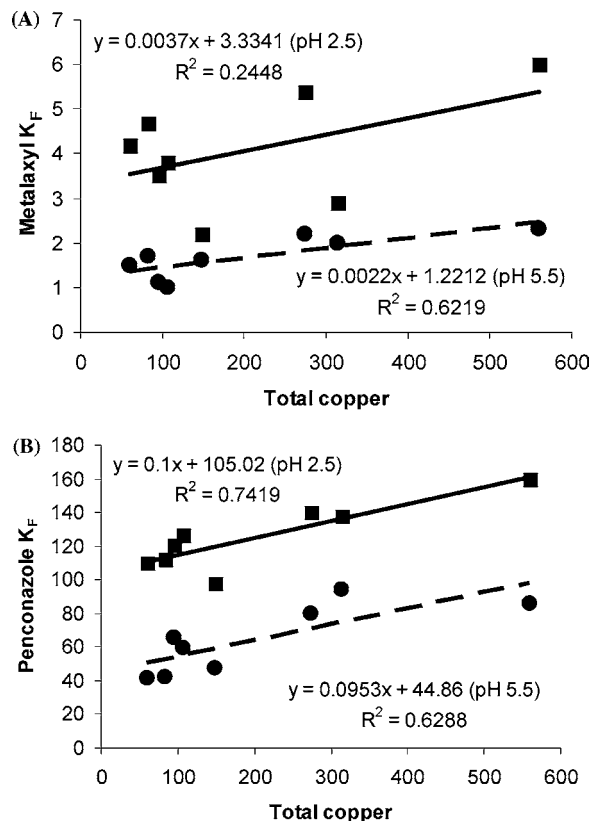 (A)
7
6
5
4
3
2
1
0
Metalaxyl K_F
y = 0.0037x + 3.3341 (pH 2.5)
R² = 0.2448
y = 0.0022x + 1.2212 (pH 5.5)
R² = 0.6219
0 100 200 300 400 500 600
Total copper
(B)
180
160
140
120
100
80
60
40
20
0
Penconazole K_F
y = 0.1x + 105.02 (pH 2.5)
R² = 0.7419
y = 0.0953x + 44.86 (pH 5.5)
R² = 0.6288
0 100 200 300 400 500 600
Total copper